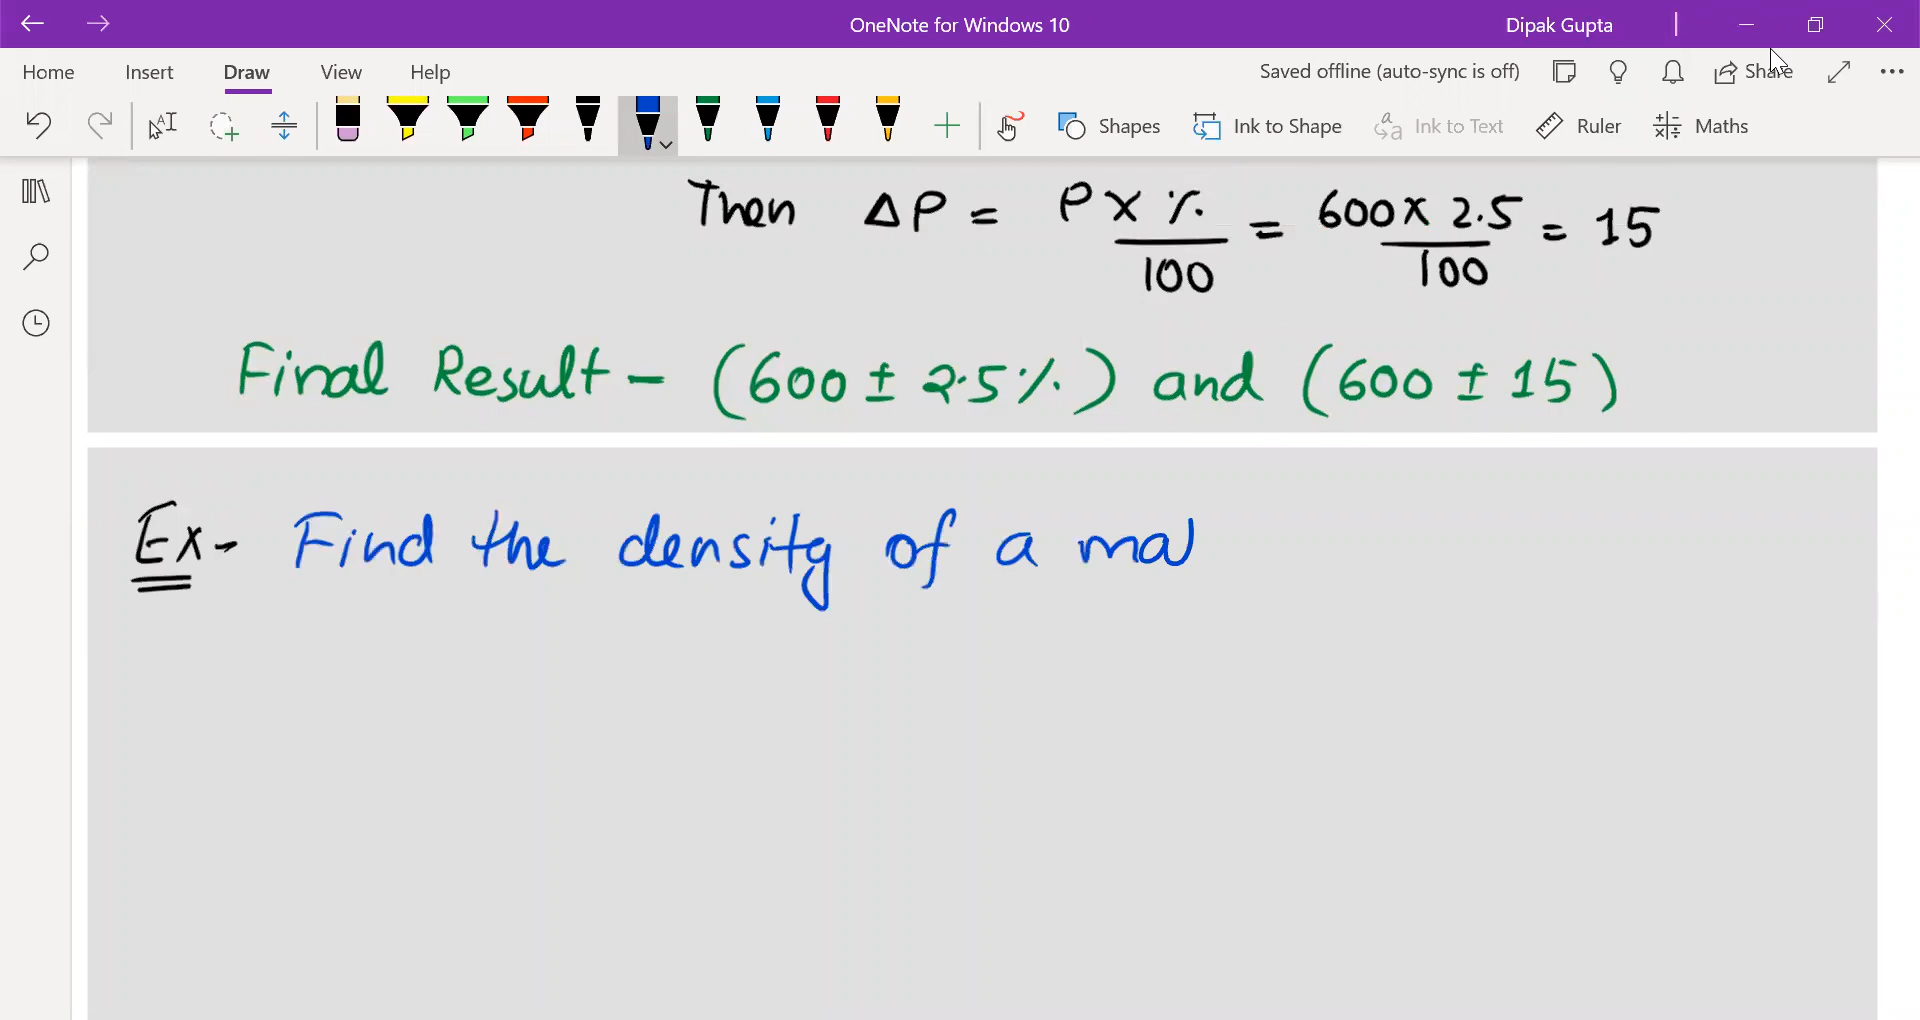 OneNote for Windows 10
Dipak Gupta
Home Insert Draw View Help
Saved offline (auto-sync is off) Share
Shapes Ink to Shape Ink to Text Ruler Maths
Then ΔP = P × % / 100 = 600 × 2.5 / 100 = 15
Final Result – (600 ± 2.5%) and (600 ± 15)
Ex- Find the density of a ma